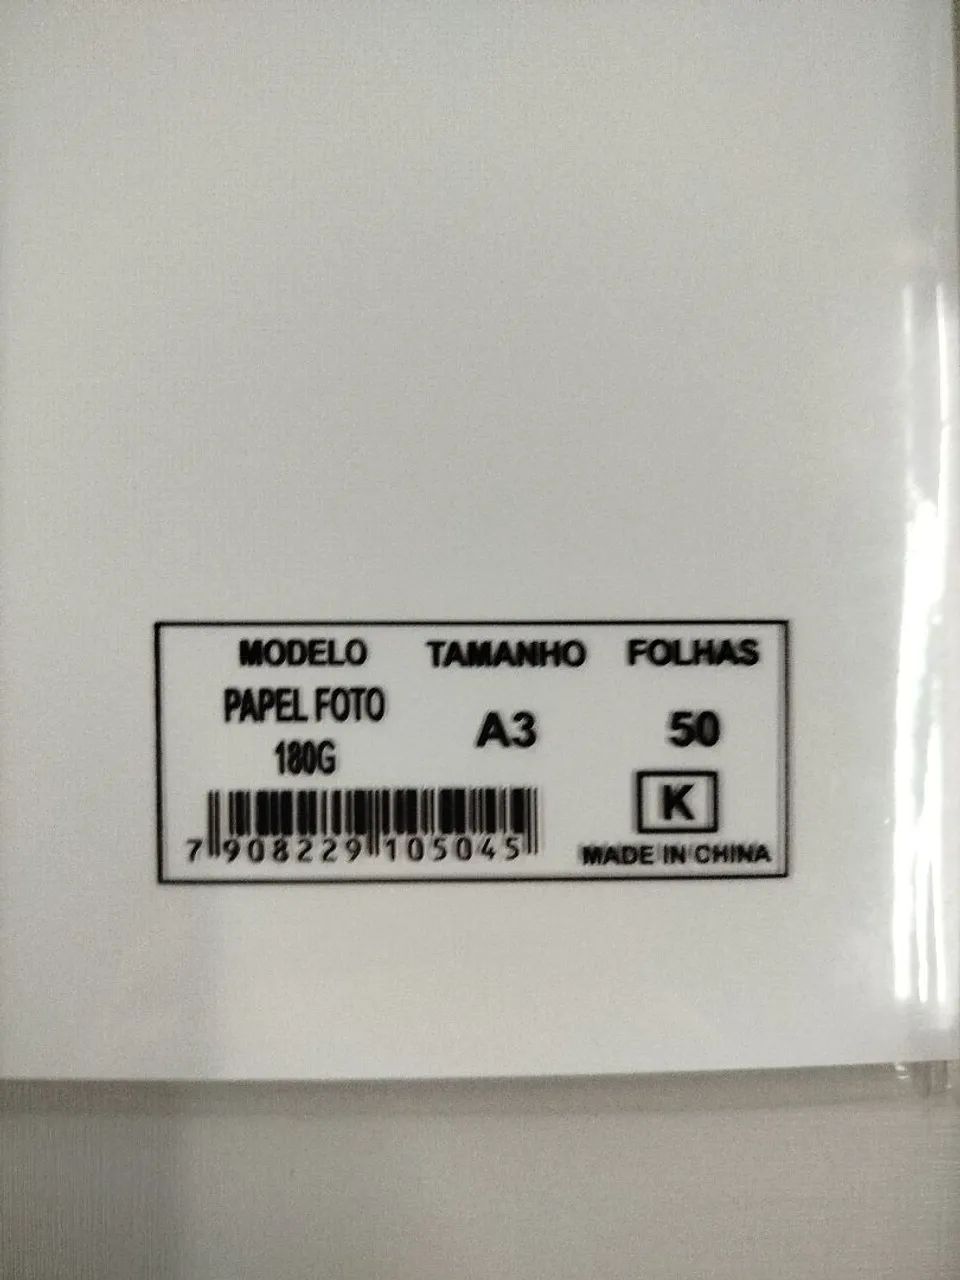 MODELO TAMANHO FOLHAS
PAPEL FOTO
180G
A3
50
K
7 908229 105045
MADE IN CHINA